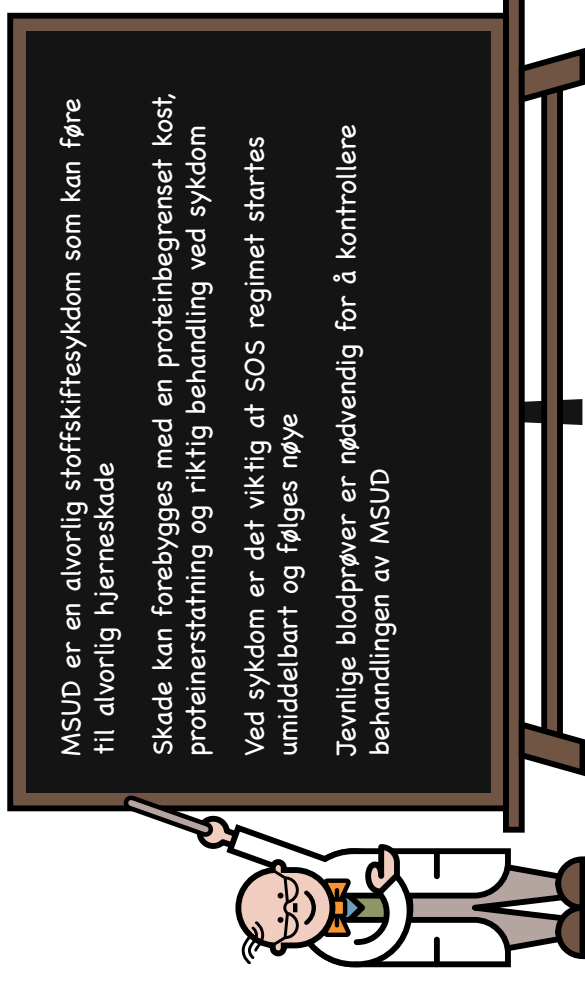 MSUD er en alvorlig stoffskiftesykdom som kan føre
til alvorlig hjerneskade
Skade kan forebygges med en proteinbegrenset kost,
proteinerstatning og riktig behandling ved sykdom
Ved sykdom er det viktig at SOS regimet startes
umiddelbart og følges nøye
Jevnlige blodprøver er nødvendig for å kontrollere
behandlingen av MSUD